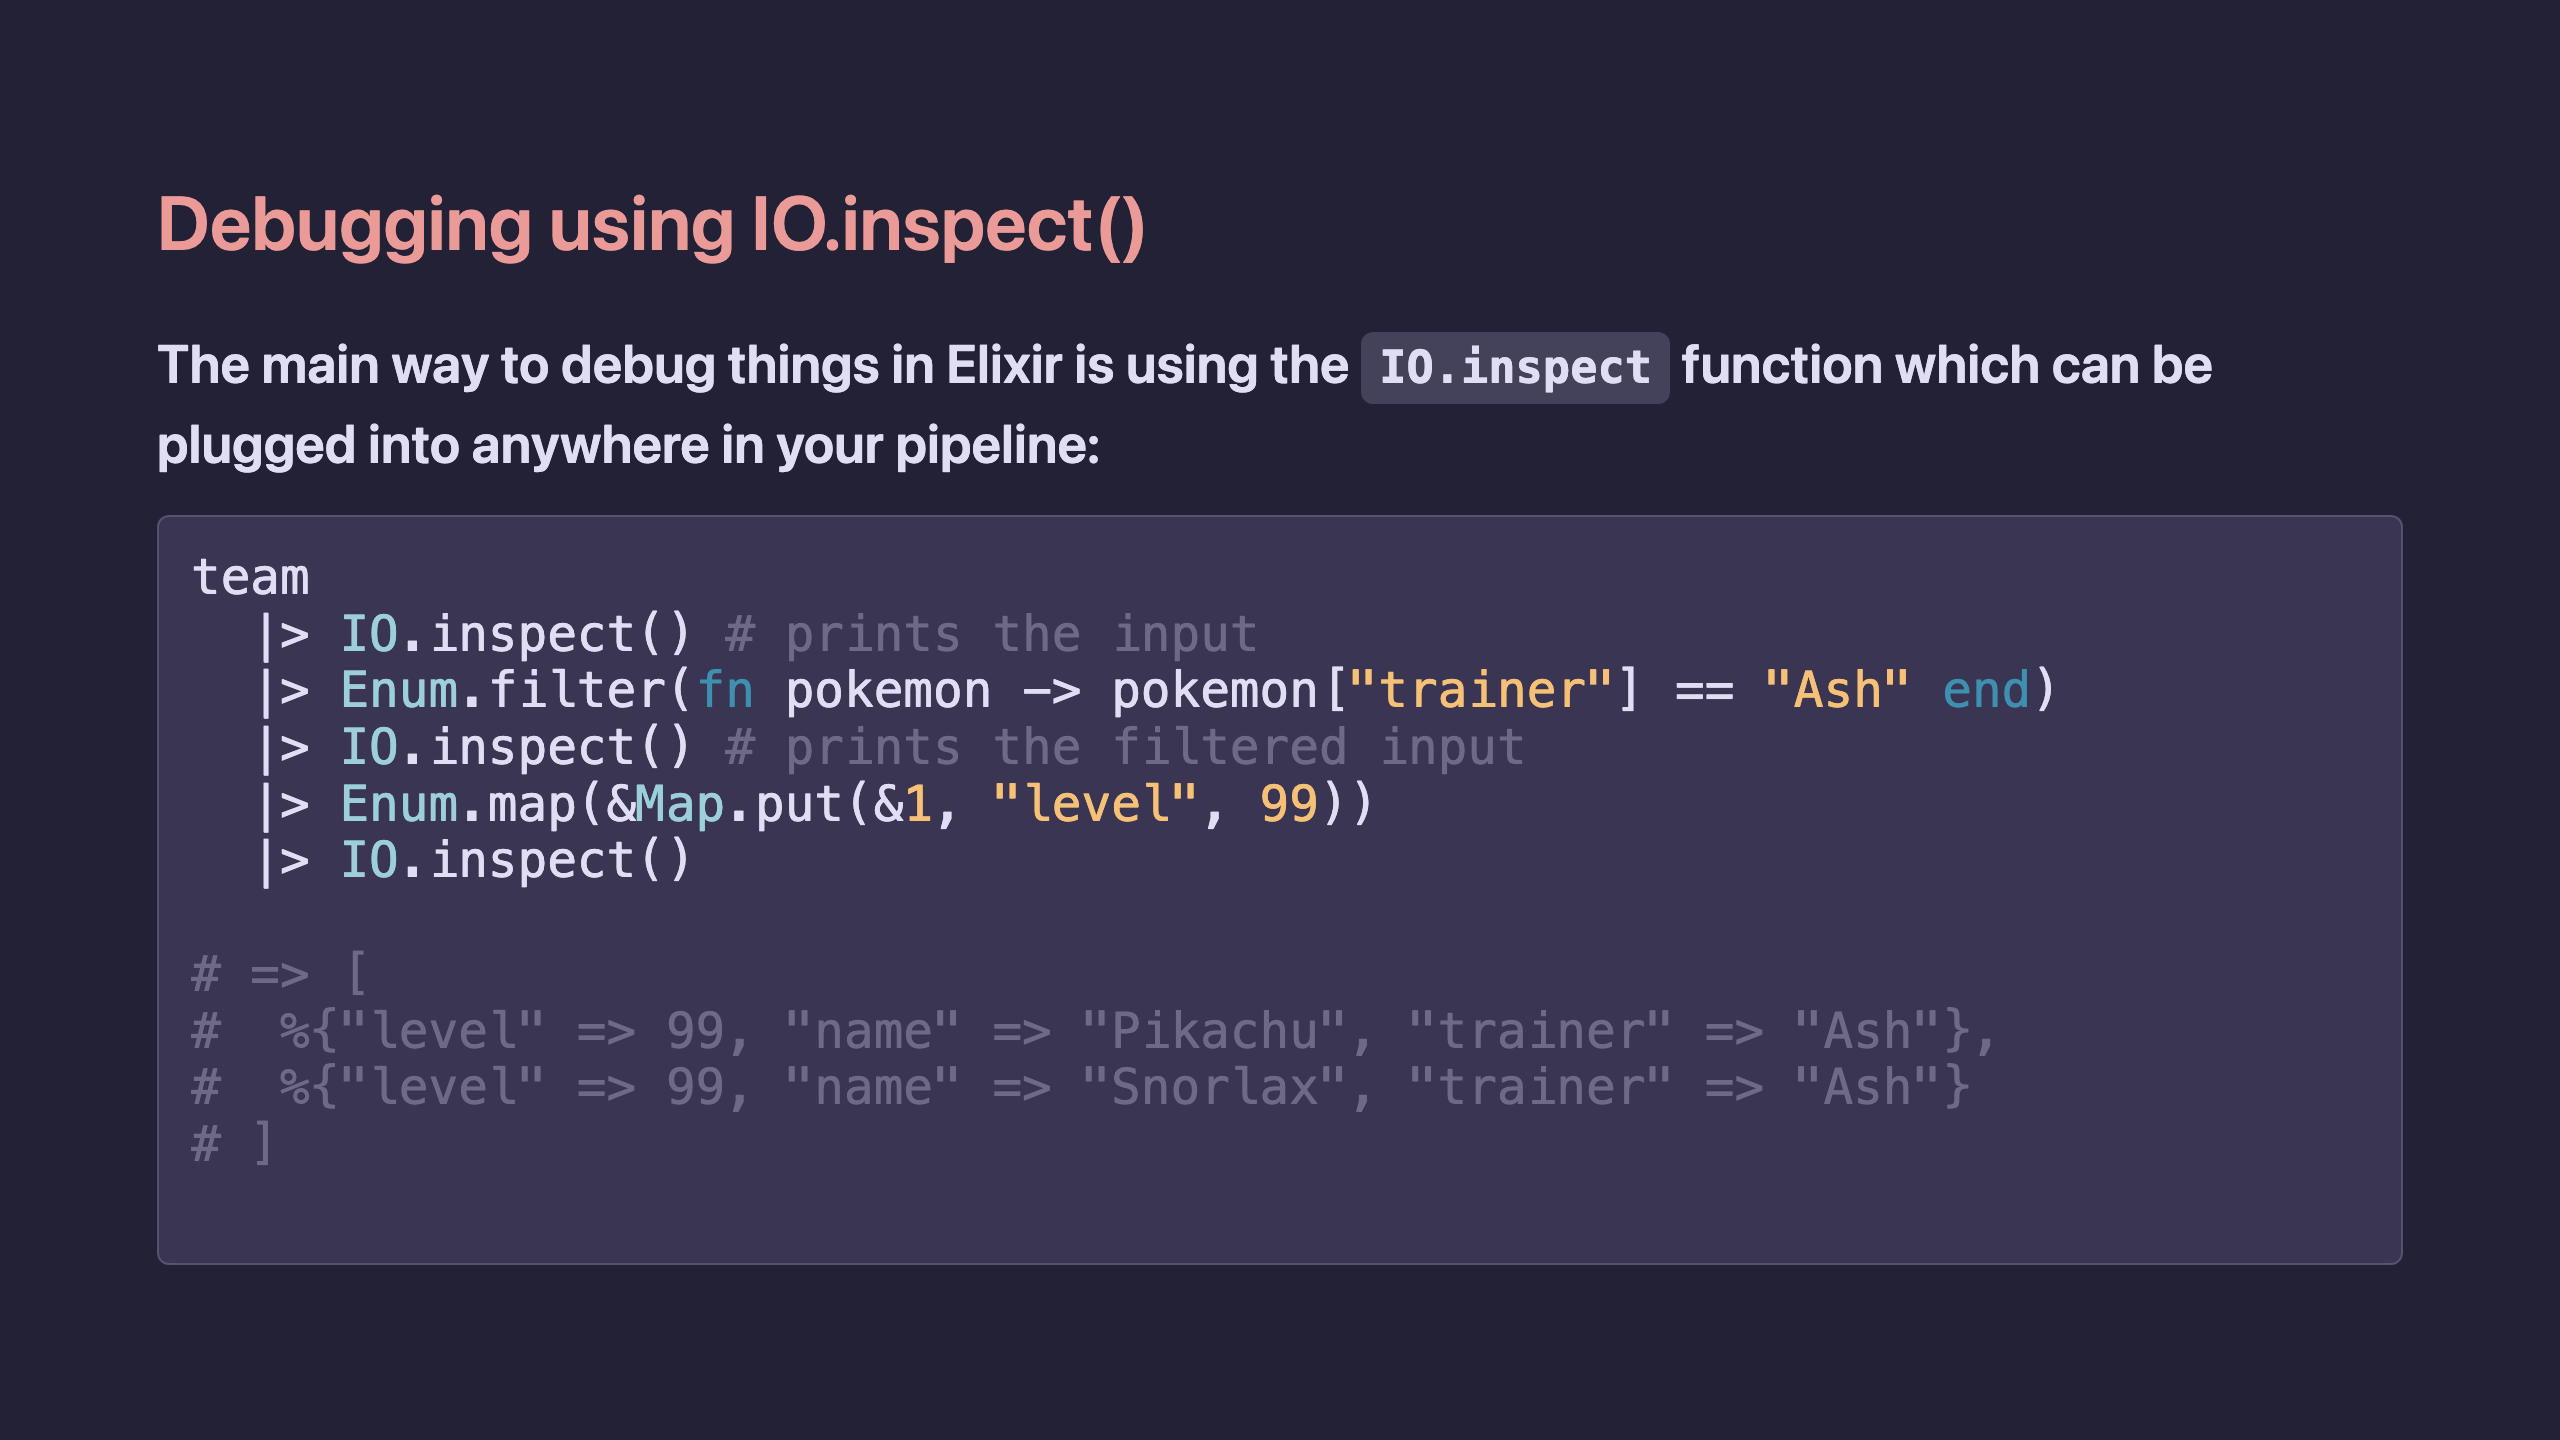 Debugging using IO.inspect()
The main way to debug things in Elixir is using the IO.inspect function which can be
plugged into anywhere in your pipeline:
team
|> IO.inspect() # prints the input
|> Enum.filter(fn pokemon -> pokemon["trainer"] == "Ash" end)
|> IO.inspect() # prints the filtered input
|> Enum.map(&Map.put(&1, "level", 99))
|> IO.inspect()
# => [
#  %{"level" => 99, "name" => "Pikachu", "trainer" => "Ash"},
#  %{"level" => 99, "name" => "Snorlax", "trainer" => "Ash"}
# ]